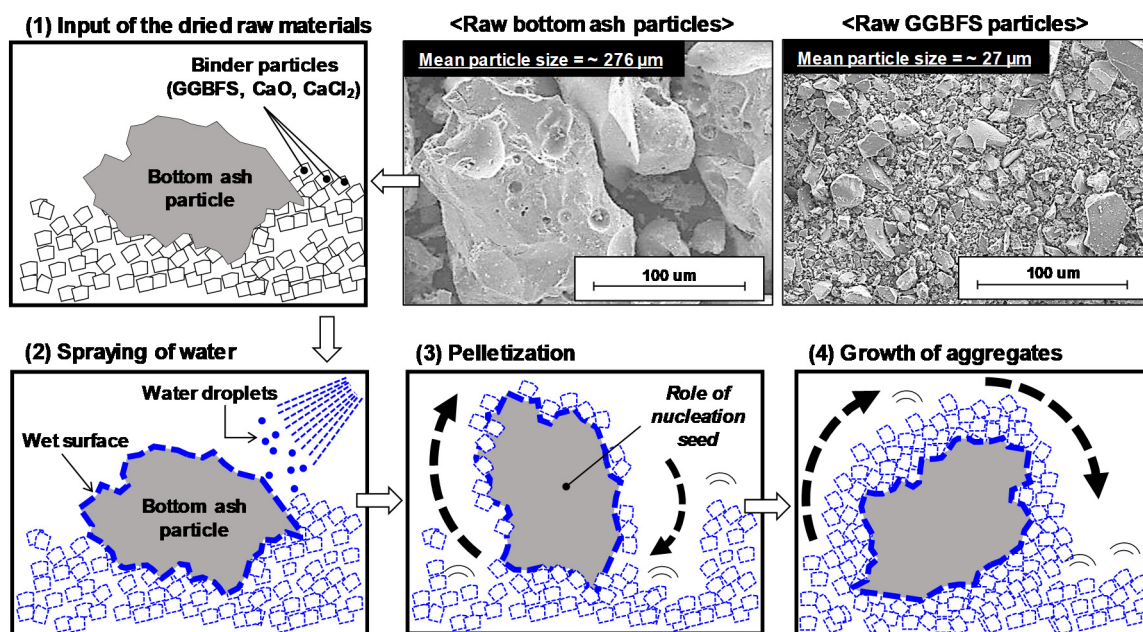 (1) Input of the dried raw materials
Binder particles
(GGBFS, CaO, CaCl₂)
Bottom ash
particle
<Raw bottom ash particles>
Mean particle size = ~ 276 µm
100 um
<Raw GGBFS particles>
Mean particle size = ~ 27 µm
100 um
(2) Spraying of water
Water droplets
Wet surface
Bottom ash
particle
(3) Pelletization
Role of
nucleation
seed
(4) Growth of aggregates